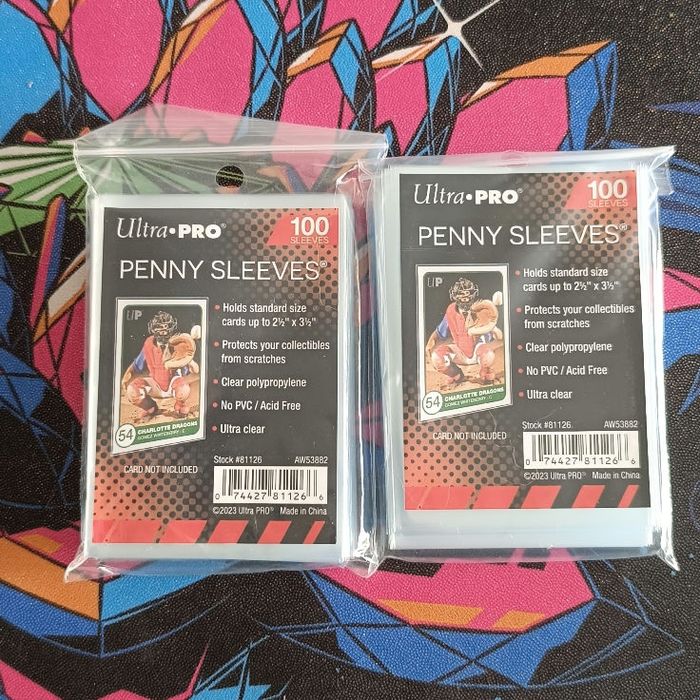 Ultra•PRO®
100
SLEEVES
PENNY SLEEVES®
UP
• Holds standard size
cards up to 2½" x 3½"
• Protects your collectibles
from scratches
• Clear polypropylene
• No PVC / Acid Free
• Ultra clear
54
CHARLOTTE DRAGONS
GOMEZ WHITEBERRY - C
CARD NOT INCLUDED
Stock #81126 AW53882
0 74427 81126 6
©2023 Ultra PRO® Made in China
Ultra•PRO®
100
SLEEVES
PENNY SLEEVES®
UP
• Holds standard size
cards up to 2½" x 3½"
• Protects your collectibles
from scratches
• Clear polypropylene
• No PVC / Acid Free
• Ultra clear
54
CHARLOTTE DRAGONS
GOMEZ WHITEBERRY - C
CARD NOT INCLUDED
Stock #81126 AW53882
0 74427 81126 6
©2023 Ultra PRO® Made in China